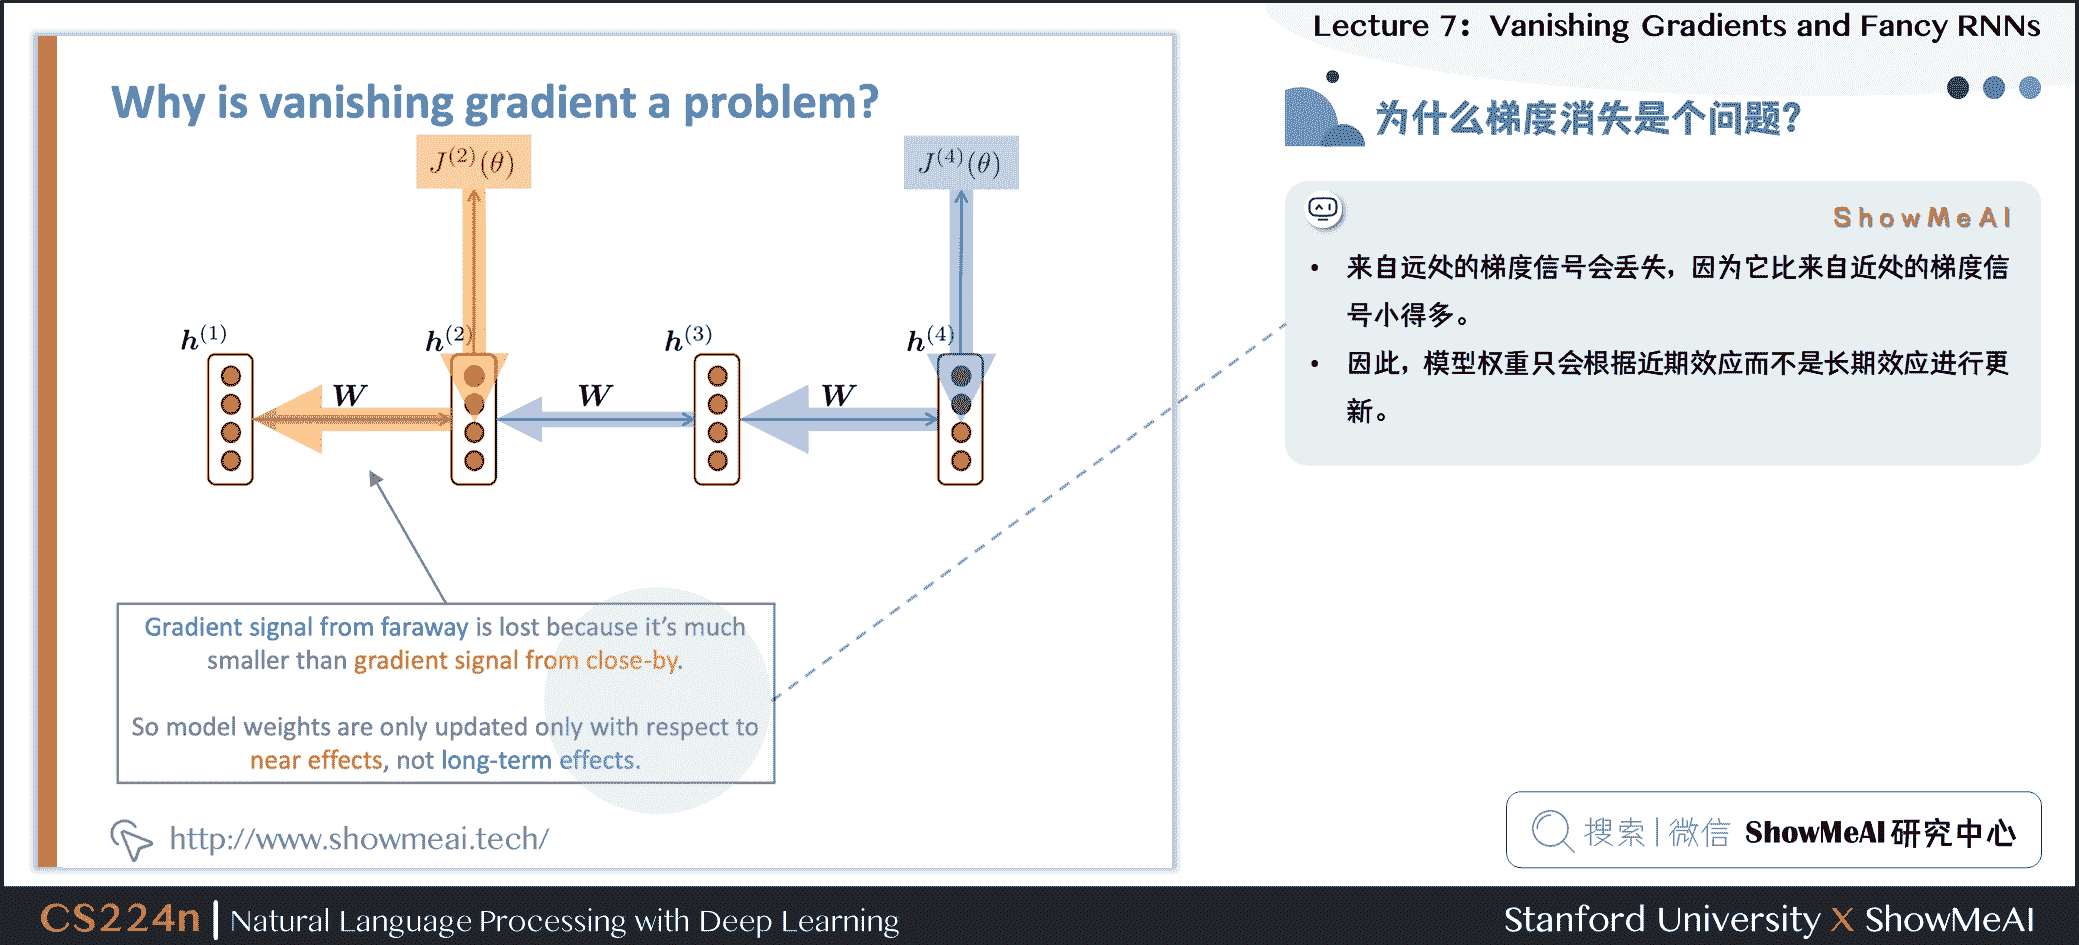 Lecture 7: Vanishing Gradients and Fancy RNNs
Why is vanishing gradient a problem?
J⁽²⁾(θ)
J⁽⁴⁾(θ)
h⁽¹⁾
h⁽²⁾
h⁽³⁾
h⁽⁴⁾
W
W
W
Gradient signal from faraway is lost because it's much
smaller than gradient signal from close-by.
So model weights are only updated only with respect to
near effects, not long-term effects.
http://www.showmeai.tech/
为什么梯度消失是个问题?
ShowMeAI
• 来自远处的梯度信号会丢失，因为它比来自近处的梯度信
号小得多。
• 因此，模型权重只会根据近期效应而不是长期效应进行更
新。
搜索|微信 ShowMeAI研究中心
CS224n | Natural Language Processing with Deep Learning
Stanford University X ShowMeAI